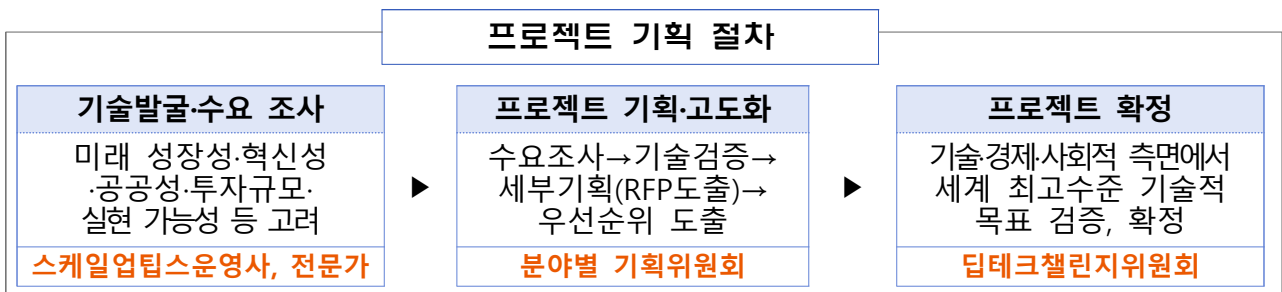 프로젝트 기획 절차
기술발굴·수요 조사
미래 성장성·혁신성
·공공성·투자규모·
실현 가능성 등 고려
스케일업팁스운영사, 전문가
▶
프로젝트 기획·고도화
수요조사→기술검증→
세부기획(RFP도출)→
우선순위 도출
분야별 기획위원회
▶
프로젝트 확정
기술·경제·사회적 측면에서
세계 최고수준 기술적
목표 검증, 확정
딥테크챌린지위원회